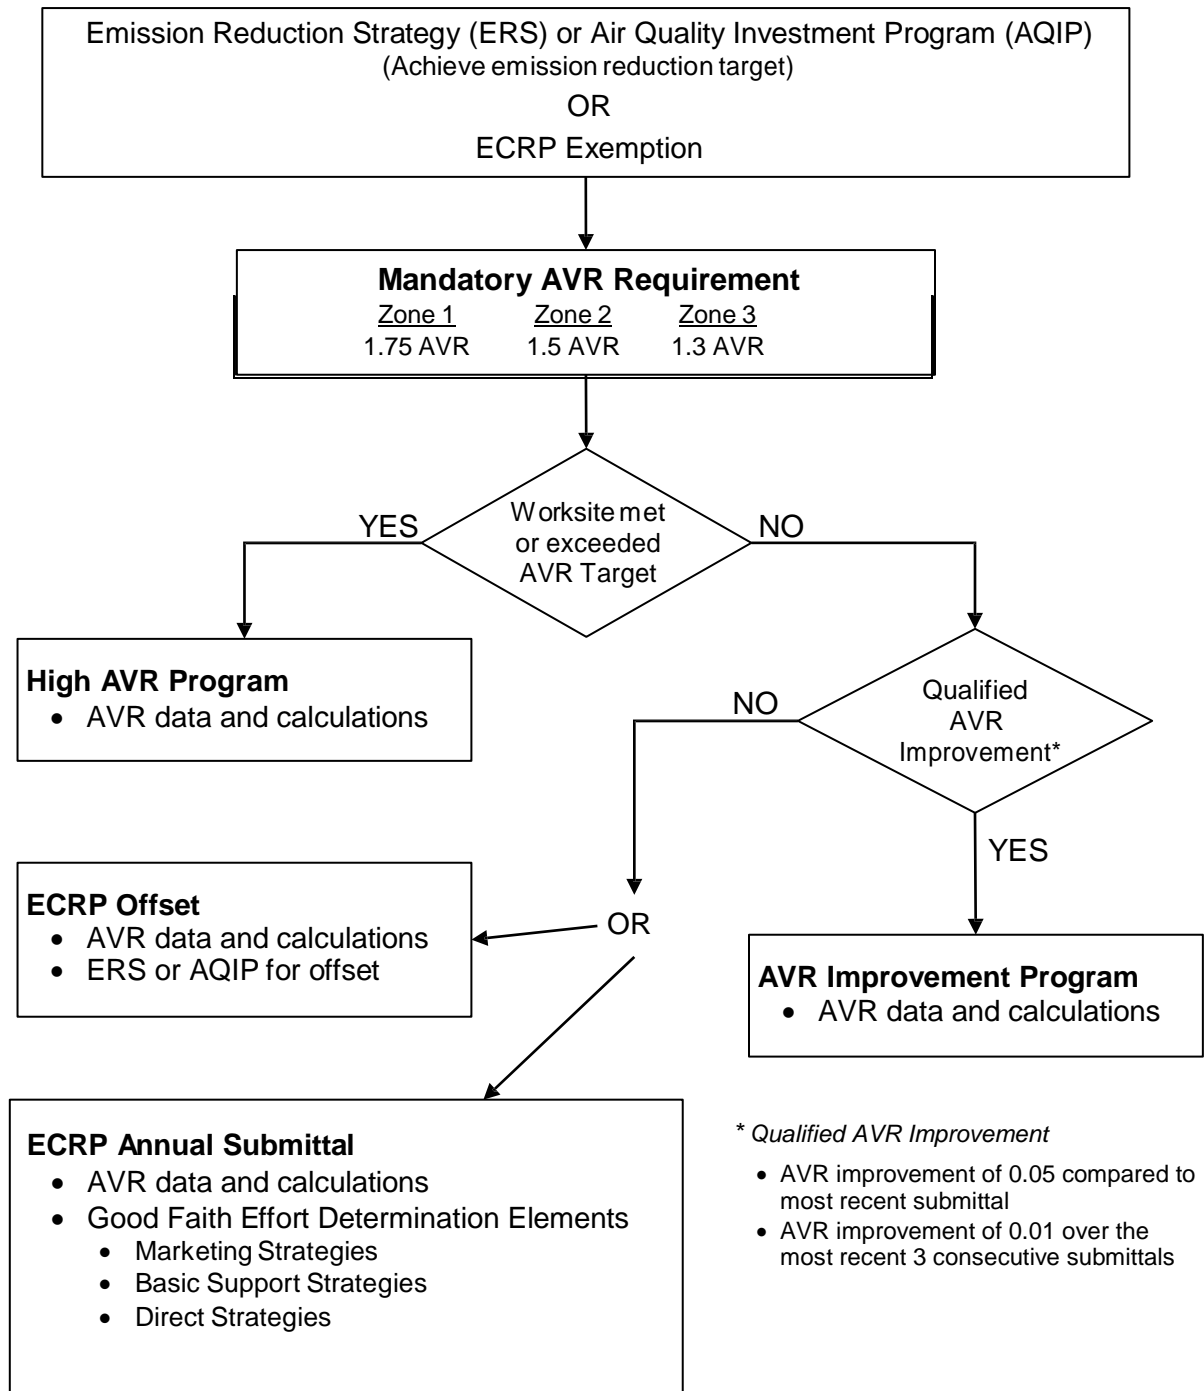 Emission Reduction Strategy (ERS) or Air Quality Investment Program (AQIP)
(Achieve emission reduction target)
OR
ECRP Exemption
Mandatory AVR Requirement
Zone 1 Zone 2 Zone 3
1.75 AVR 1.5 AVR 1.3 AVR
Worksite met
or exceeded
AVR Target
YES
NO
High AVR Program
• AVR data and calculations
Qualified
AVR
Improvement*
NO
YES
OR
ECRP Offset
• AVR data and calculations
• ERS or AQIP for offset
AVR Improvement Program
• AVR data and calculations
ECRP Annual Submittal
• AVR data and calculations
• Good Faith Effort Determination Elements
• Marketing Strategies
• Basic Support Strategies
• Direct Strategies
* Qualified AVR Improvement
• AVR improvement of 0.05 compared to
most recent submittal
• AVR improvement of 0.01 over the
most recent 3 consecutive submittals